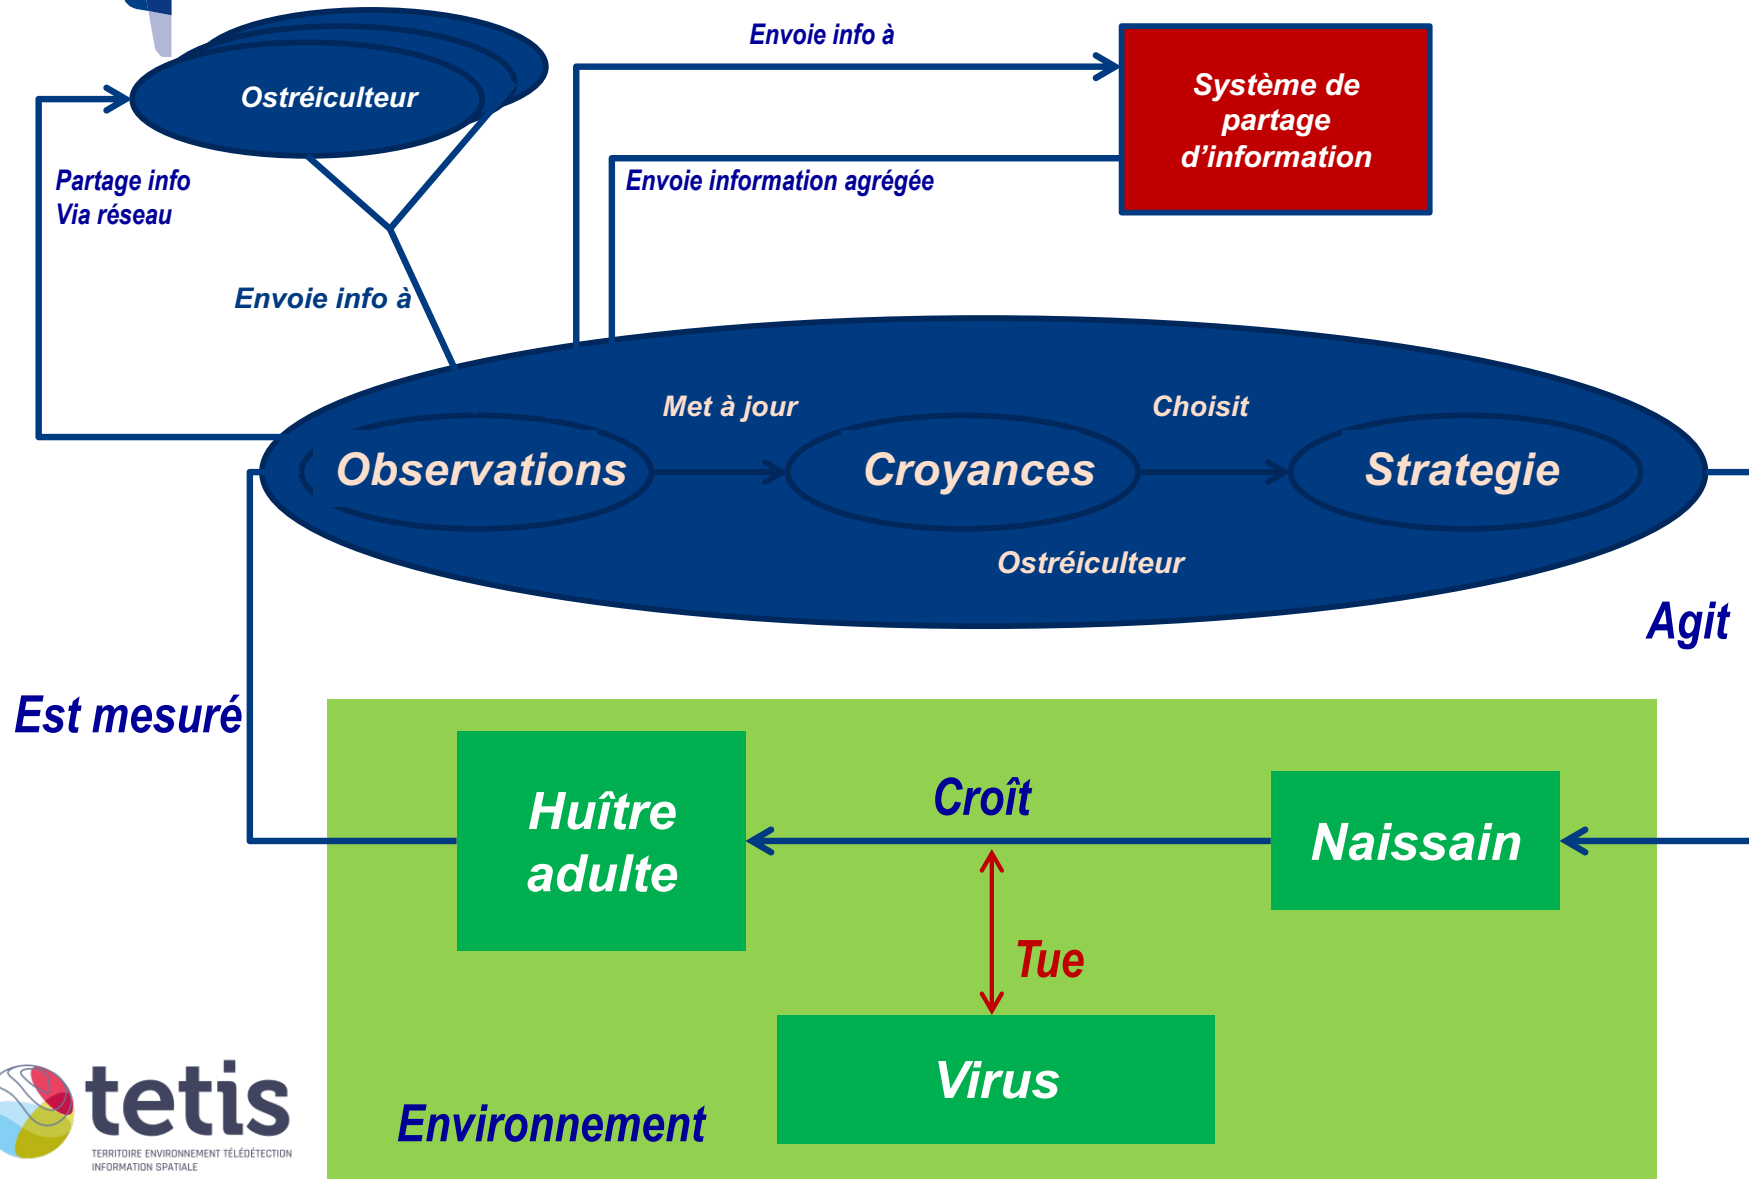 Envoie info à
Ostréiculteur
Système de
partage
d'information
Partage info
Via réseau
Envoie information agrégée
Envoie info à
Met à jour
Choisit
Observations
Croyances
Strategie
Ostréiculteur
Agit
Est mesuré
Huître
adulte
Croît
Naissain
Tue
Virus
Environnement
tetis
TERRITOIRE ENVIRONNEMENT TÉLÉDÉTECTION
INFORMATION SPATIALE